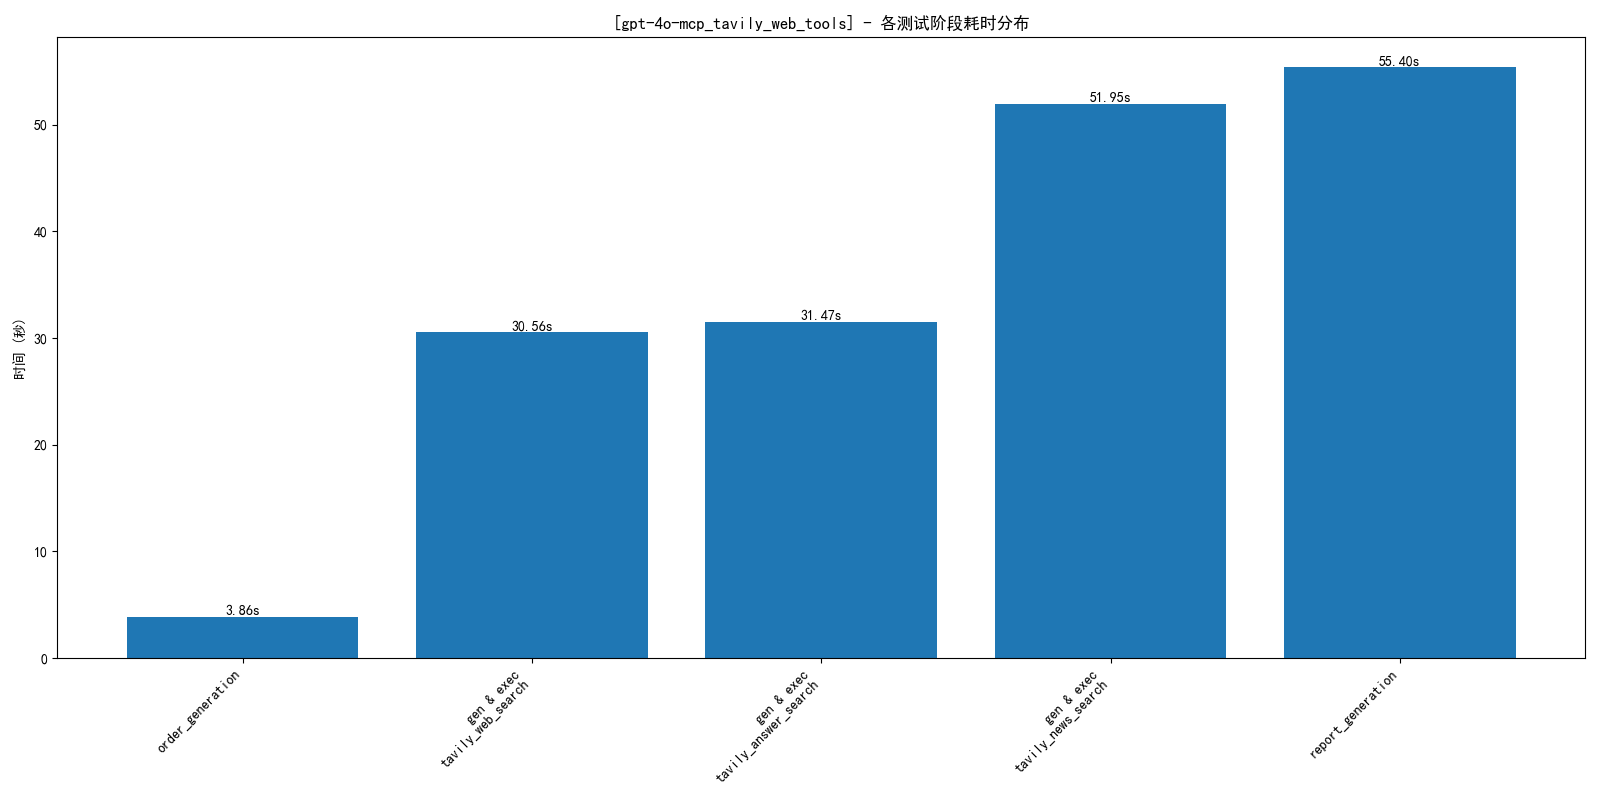 [gpt-4o-mcp_tavily_web_tools] - 各测试阶段耗时分布
时间 (秒)
50
40
30
20
10
0
3.86s
30.56s
31.47s
51.95s
55.40s
order_generation
gen & exec
tavily_web_search
gen & exec
tavily_answer_search
gen & exec
tavily_news_search
report_generation